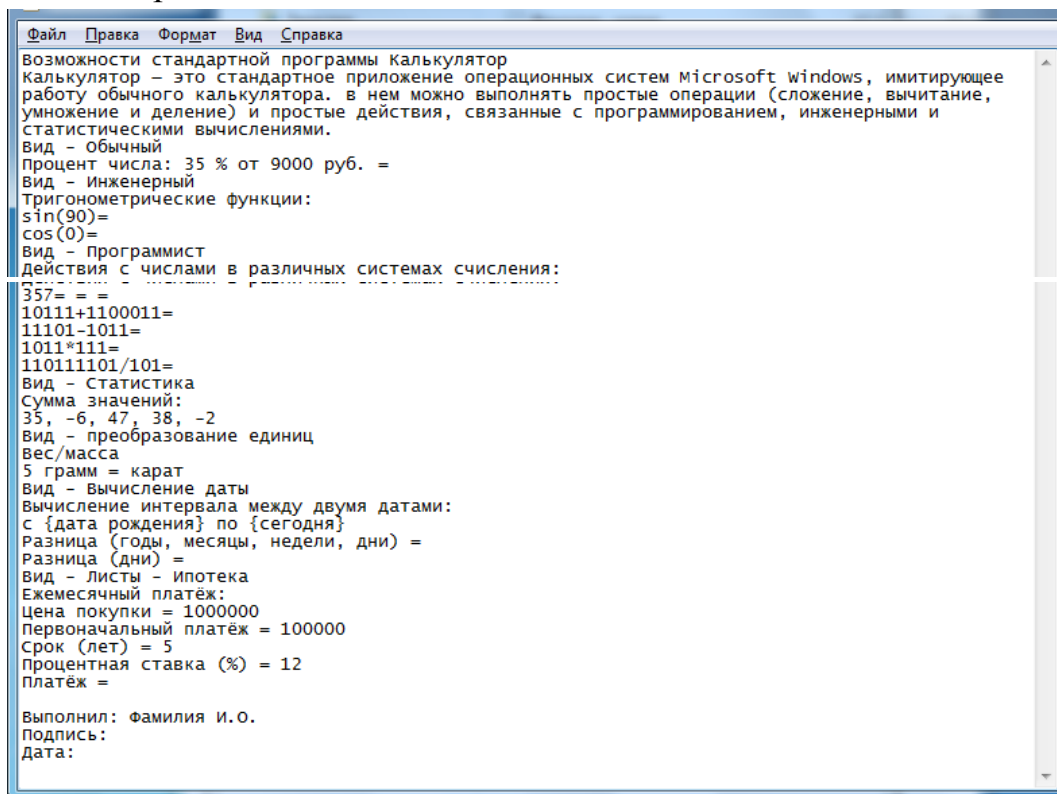 Файл Правка Формат Вид Справка
Возможности стандартной программы Калькулятор
Калькулятор – это стандартное приложение операционных систем Microsoft Windows, имитирующее
работу обычного калькулятора. в нем можно выполнять простые операции (сложение, вычитание,
умножение и деление) и простые действия, связанные с программированием, инженерными и
статистическими вычислениями.
Вид – Обычный
Процент числа: 35 % от 9000 руб. =
Вид – Инженерный
Тригонометрические функции:
sin(90)=
cos(0)=
Вид – Программист
Действия с числами в различных системах счисления:
357= = =
10111+1100011=
11101-1011=
1011*111=
110111101/101=
Вид – Статистика
Сумма значений:
35, -6, 47, 38, -2
Вид – преобразование единиц
Вес/масса
5 грамм = карат
Вид – Вычисление даты
Вычисление интервала между двумя датами:
с {дата рождения} по {сегодня}
Разница (годы, месяцы, недели, дни) =
Разница (дни) =
Вид – Листы – Ипотека
Ежемесячный платёж:
Цена покупки = 1000000
Первоначальный платёж = 100000
Срок (лет) = 5
Процентная ставка (%) = 12
Платёж =
Выполнил: Фамилия И.О.
Подпись:
Дата: